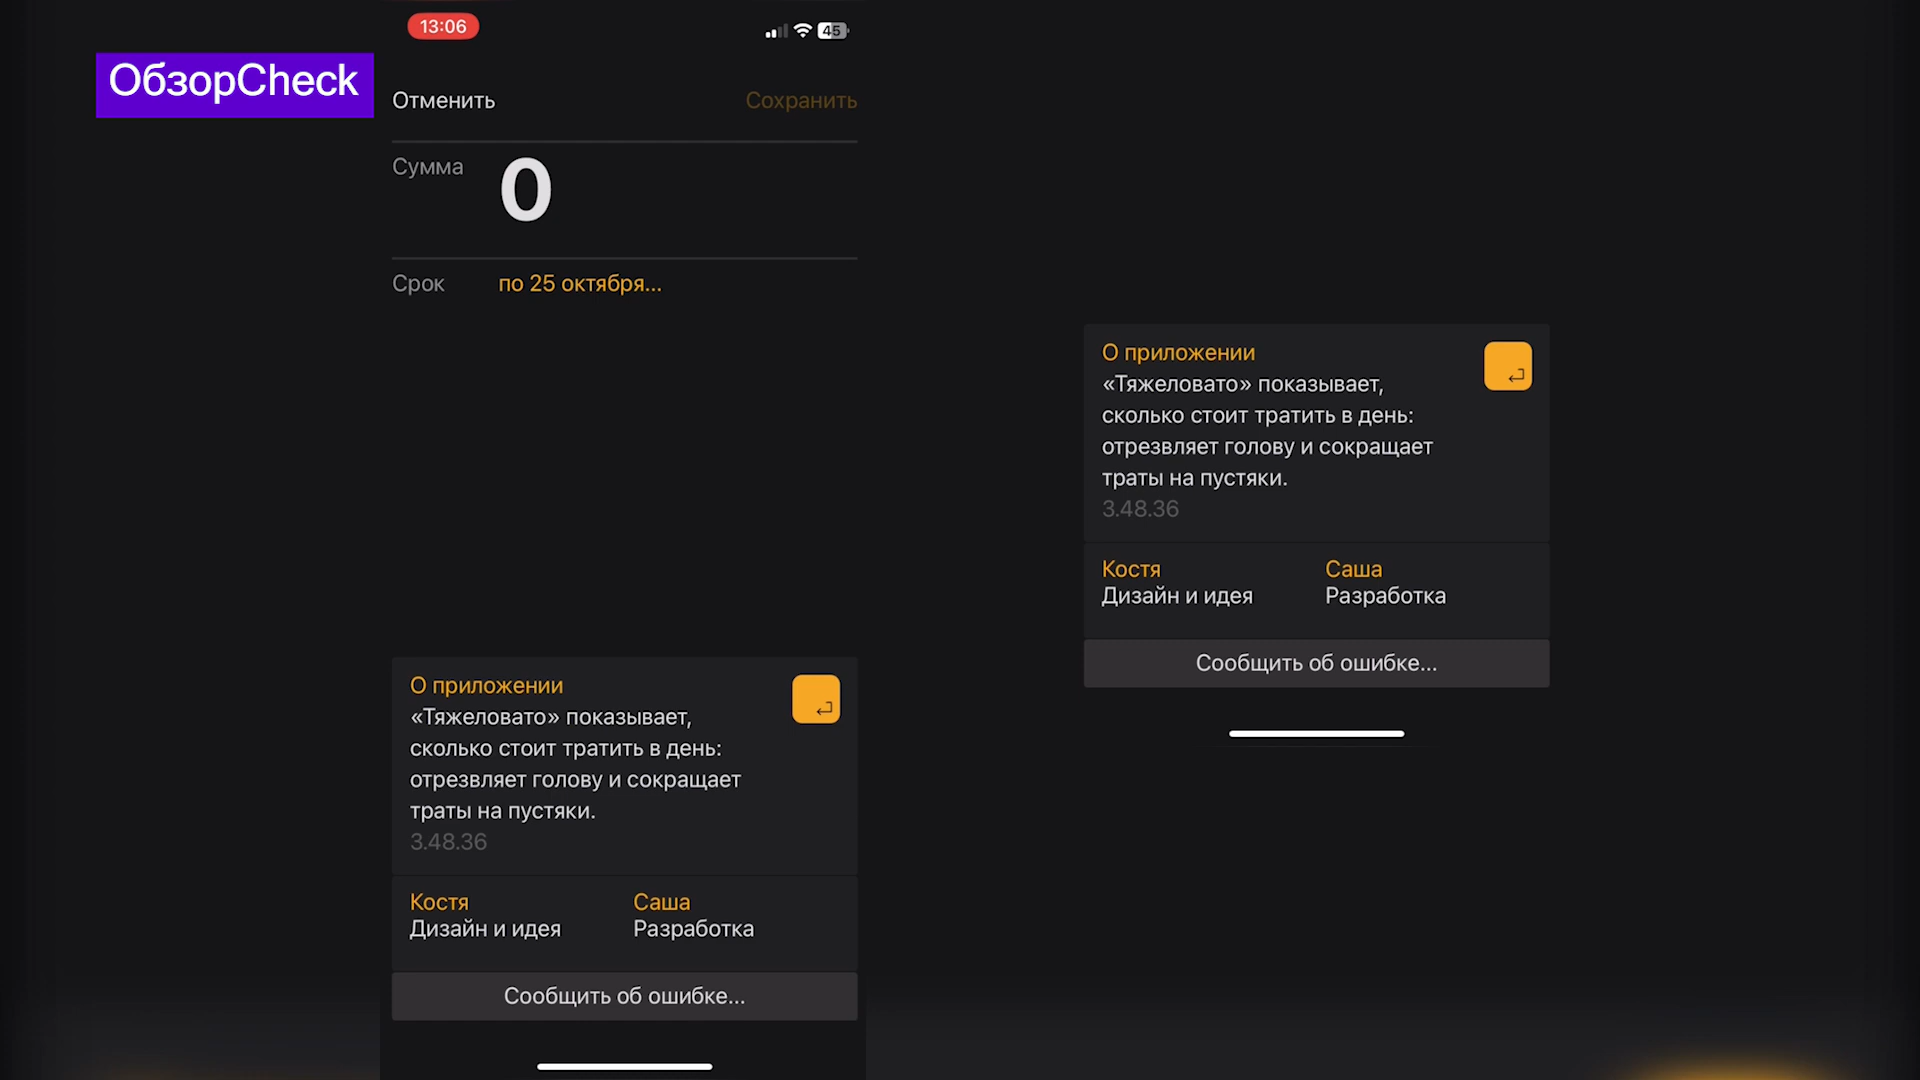 13:06
45
ОбзорCheck
Отменить
Сохранить
Сумма
0
Срок
по 25 октября...
О приложении
«Тяжеловато» показывает,
сколько стоит тратить в день:
отрезвляет голову и сокращает
траты на пустяки.
3.48.36
Костя
Саша
Дизайн и идея
Разработка
Сообщить об ошибке...
О приложении
«Тяжеловато» показывает,
сколько стоит тратить в день:
отрезвляет голову и сокращает
траты на пустяки.
3.48.36
Костя
Саша
Дизайн и идея
Разработка
Сообщить об ошибке...